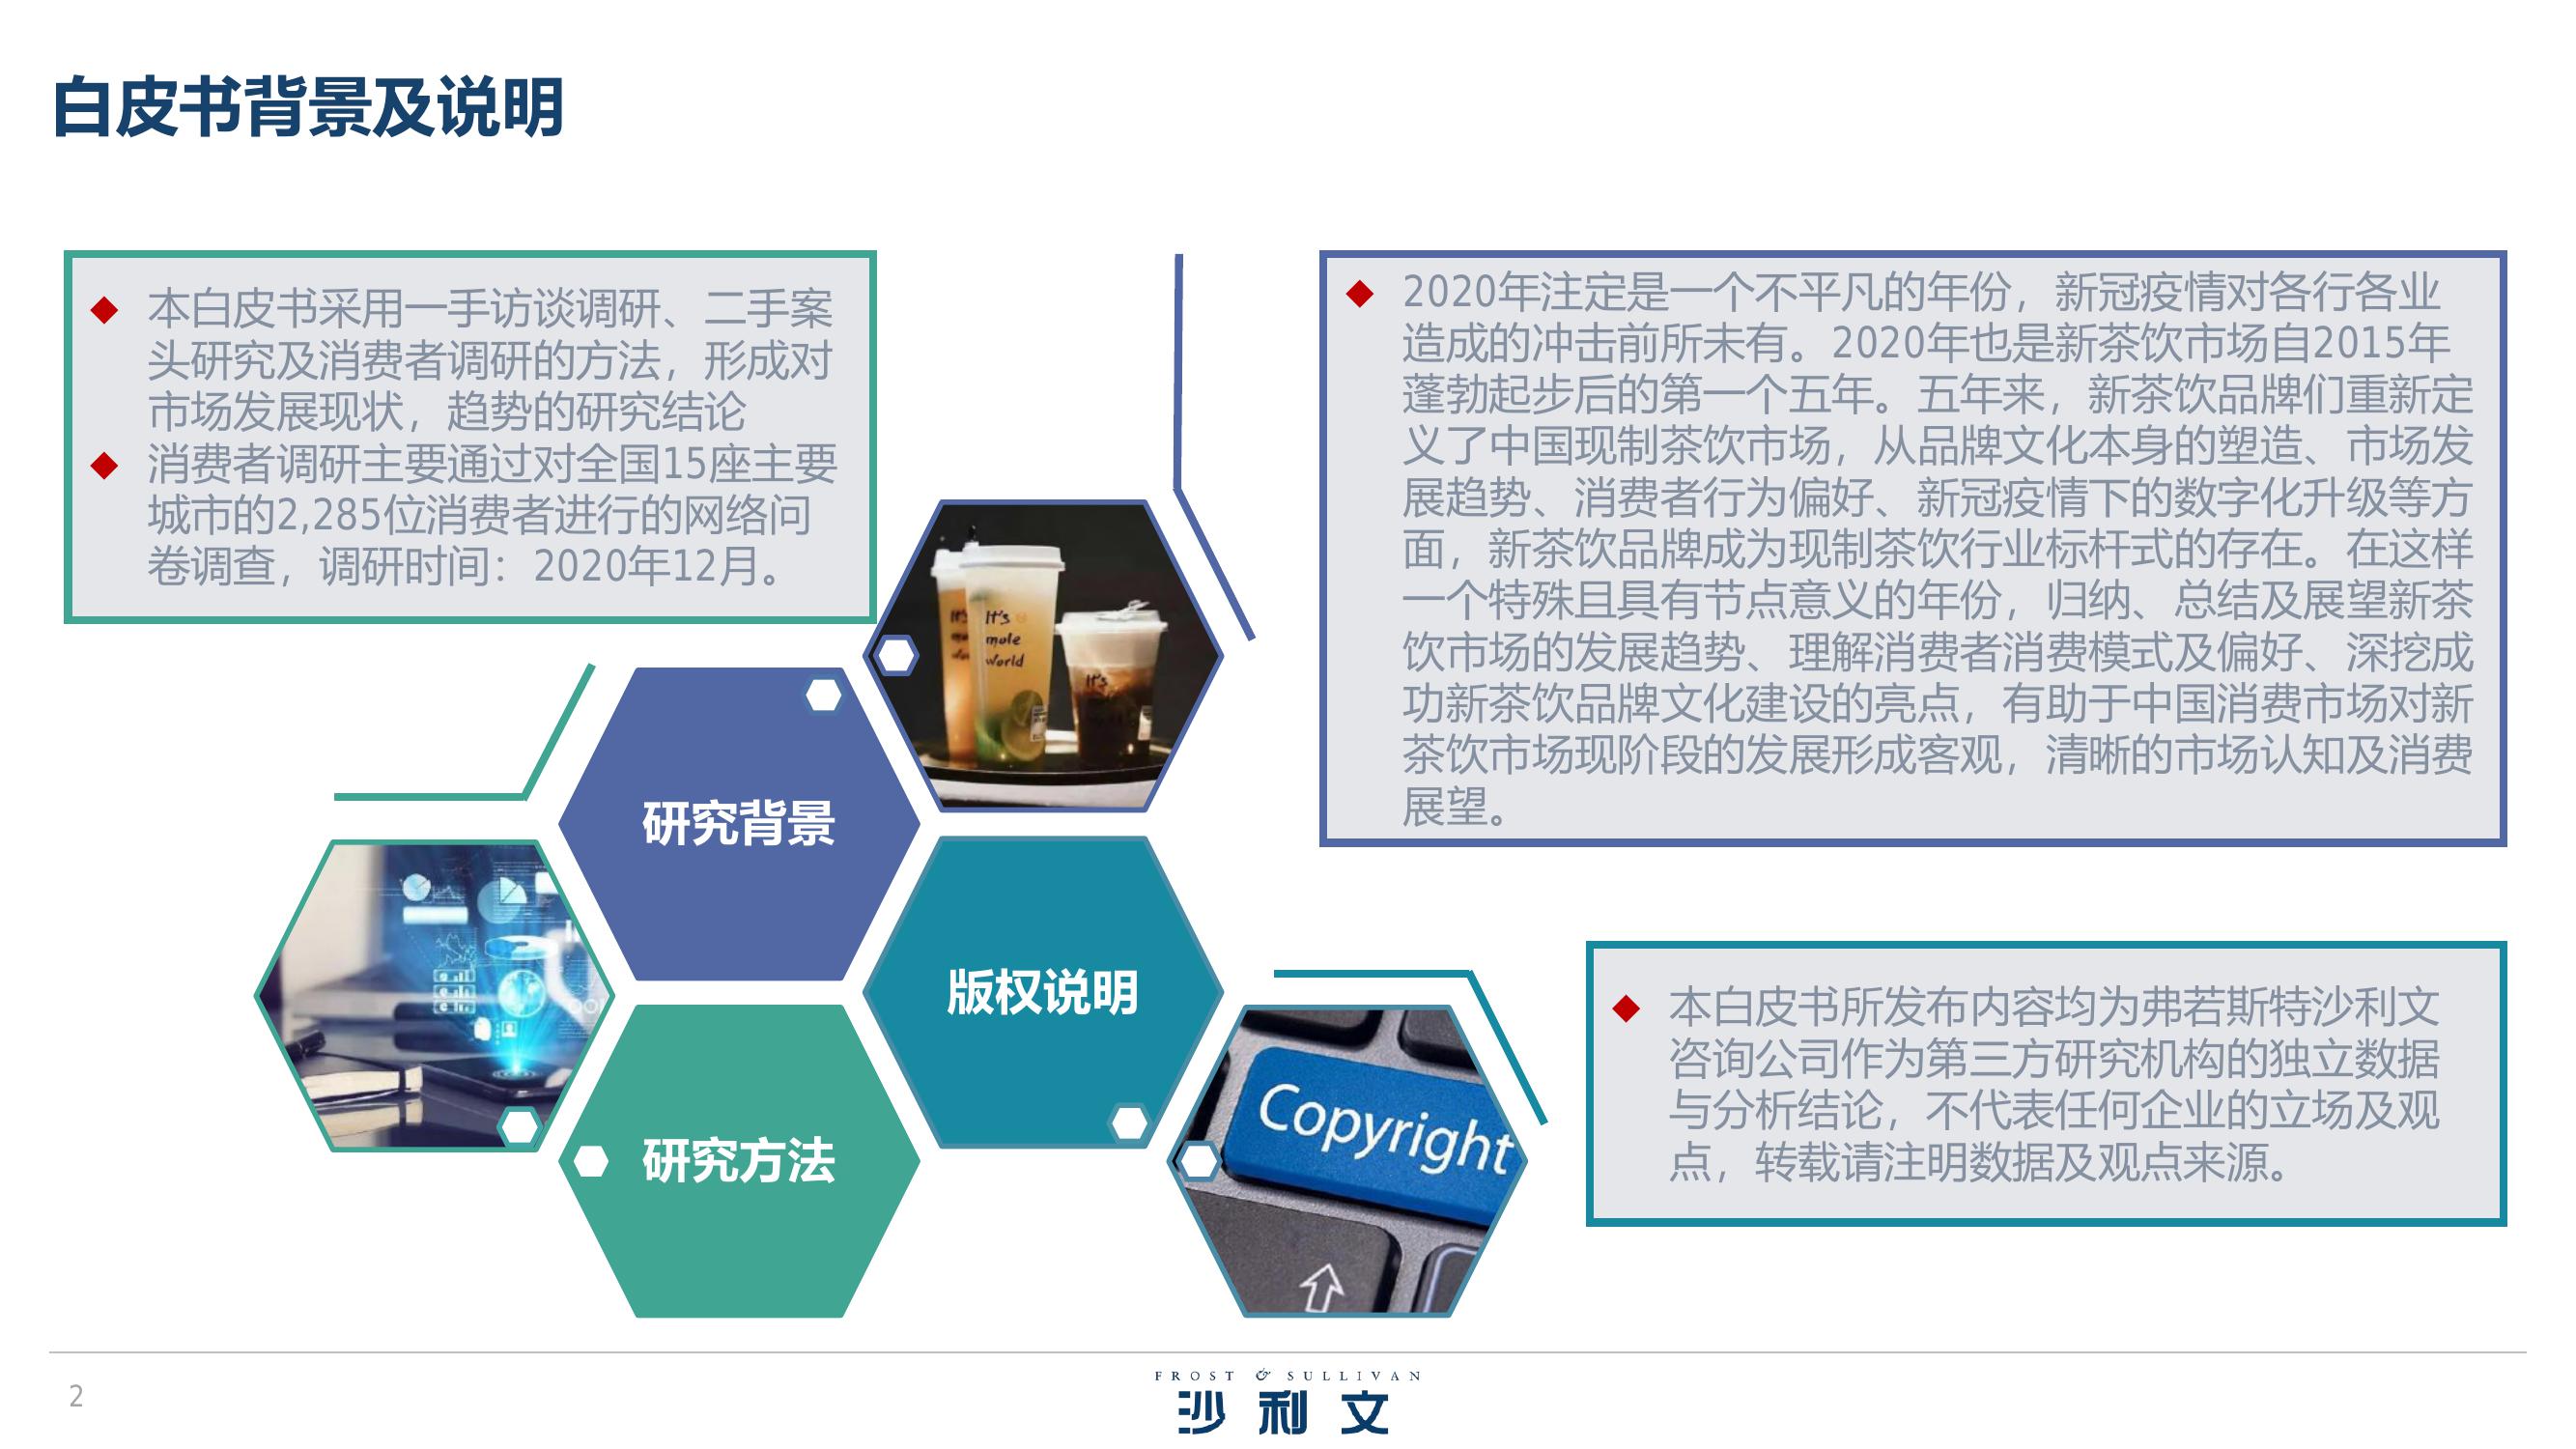 白皮书背景及说明
本白皮书采用一手访谈调研、二手案
头研究及消费者调研的方法，形成对
市场发展现状，趋势的研究结论
消费者调研主要通过对全国15座主要
城市的2,285位消费者进行的网络问
卷调查，调研时间：2020年12月。
2020年注定是一个不平凡的年份，新冠疫情对各行各业
造成的冲击前所未有。2020年也是新茶饮市场自2015年
蓬勃起步后的第一个五年。五年来，新茶饮品牌们重新定
义了中国现制茶饮市场，从品牌文化本身的塑造、市场发
展趋势、消费者行为偏好、新冠疫情下的数字化升级等方
面，新茶饮品牌成为现制茶饮行业标杆式的存在。在这样
一个特殊且具有节点意义的年份，归纳、总结及展望新茶
饮市场的发展趋势、理解消费者消费模式及偏好、深挖成
功新茶饮品牌文化建设的亮点，有助于中国消费市场对新
茶饮市场现阶段的发展形成客观，清晰的市场认知及消费
展望。
It's
It's
mole
world
It's
研究背景
版权说明
研究方法
Copyright
本白皮书所发布内容均为弗若斯特沙利文
咨询公司作为第三方研究机构的独立数据
与分析结论，不代表任何企业的立场及观
点，转载请注明数据及观点来源。
2
FROST & SULLIVAN
沙利文